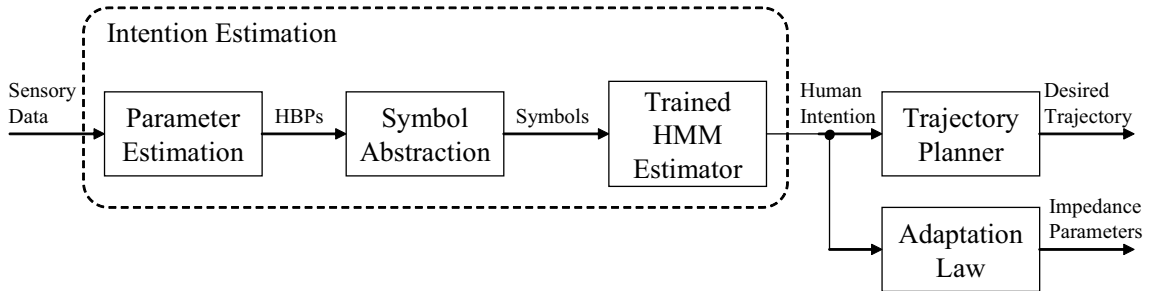 Intention Estimation
Sensory
Data
Parameter
Estimation
HBPs
Symbol
Abstraction
Symbols
Trained
HMM
Estimator
Human
Intention
Trajectory
Planner
Desired
Trajectory
Adaptation
Law
Impedance
Parameters